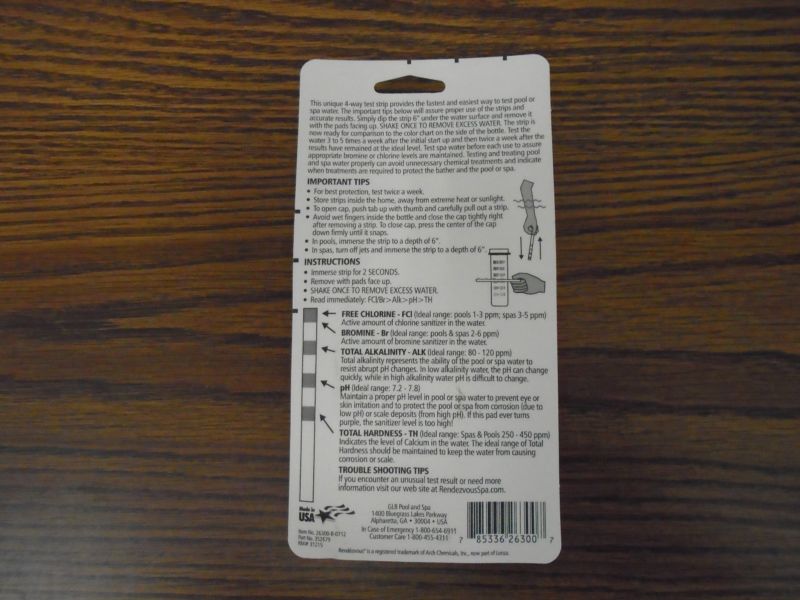 This unique 4-way test strip provides the fastest and easiest way to test pool or
spa water. The important tips below will assure proper use of the strips and
accurate results. Simply dip the strip 6" under the water surface and remove it
with the pads facing up. SHAKE ONCE TO REMOVE EXCESS WATER. The strip is
now ready for comparison to the color chart on the side of the bottle. Test the
water 3 to 5 times a week after the initial start up and then twice a week after the
results have remained at the ideal level. Test spa water before each use to assure
appropriate bromine or chlorine levels are maintained. Testing and treating pool
and spa water properly can avoid unnecessary chemical treatments and indicate
when treatments are required to protect the bather and the pool or spa.
IMPORTANT TIPS
• For best protection, test twice a week.
• Store strips inside the home, away from extreme heat or sunlight.
• To open cap, push tab up with thumb and carefully pull out a strip.
• Avoid wet fingers inside the bottle and close the cap tightly right
after removing a strip. To close cap, press the center of the cap
down firmly until it snaps.
• In pools, immerse the strip to a depth of 6".
• In spas, turn off jets and immerse the strip to a depth of 6".
INSTRUCTIONS
• Immerse strip for 2 SECONDS.
• Remove with pads face up.
• SHAKE ONCE TO REMOVE EXCESS WATER.
• Read immediately: FCl/Br>Alk>pH>TH
FREE CHLORINE - FCl (Ideal range: pools 1-3 ppm; spas 3-5 ppm)
Active amount of chlorine sanitizer in the water.
BROMINE - Br (Ideal range: pools & spas 2-6 ppm)
Active amount of bromine sanitizer in the water.
TOTAL ALKALINITY - ALK (Ideal range: 80 - 120 ppm)
Total alkalinity represents the ability of the pool or spa water to
resist abrupt pH changes. In low alkalinity water, the pH can change
quickly, while in high alkalinity water pH is difficult to change.
pH (Ideal range: 7.2 - 7.8)
Maintain a proper pH level in pool or spa water to prevent eye or
skin irritation and to protect the pool or spa from corrosion (due to
low pH) or scale deposits (from high pH). If this pad ever turns
purple, the sanitizer level is too high!
TOTAL HARDNESS - TH (Ideal range: Spas & Pools 250 - 450 ppm)
Indicates the level of Calcium in the water. The ideal range of Total
Hardness should be maintained to keep the water from causing
corrosion or scale.
TROUBLE SHOOTING TIPS
If you encounter an unusual test result or need more
information visit our web site at RendezvousSpa.com.
Made in
USA
Item No. 26300-B-0712
Part No. 352679
RM# 31215
GLB Pool and Spa
1400 Bluegrass Lakes Parkway
Alpharetta, GA • 30004 • USA
In Case of Emergency 1-800-654-6911
Customer Care 1-800-455-4311
7 85336 26300 7
Rendezvous® is a registered trademark of Arch Chemicals, Inc., now part of Lonza.